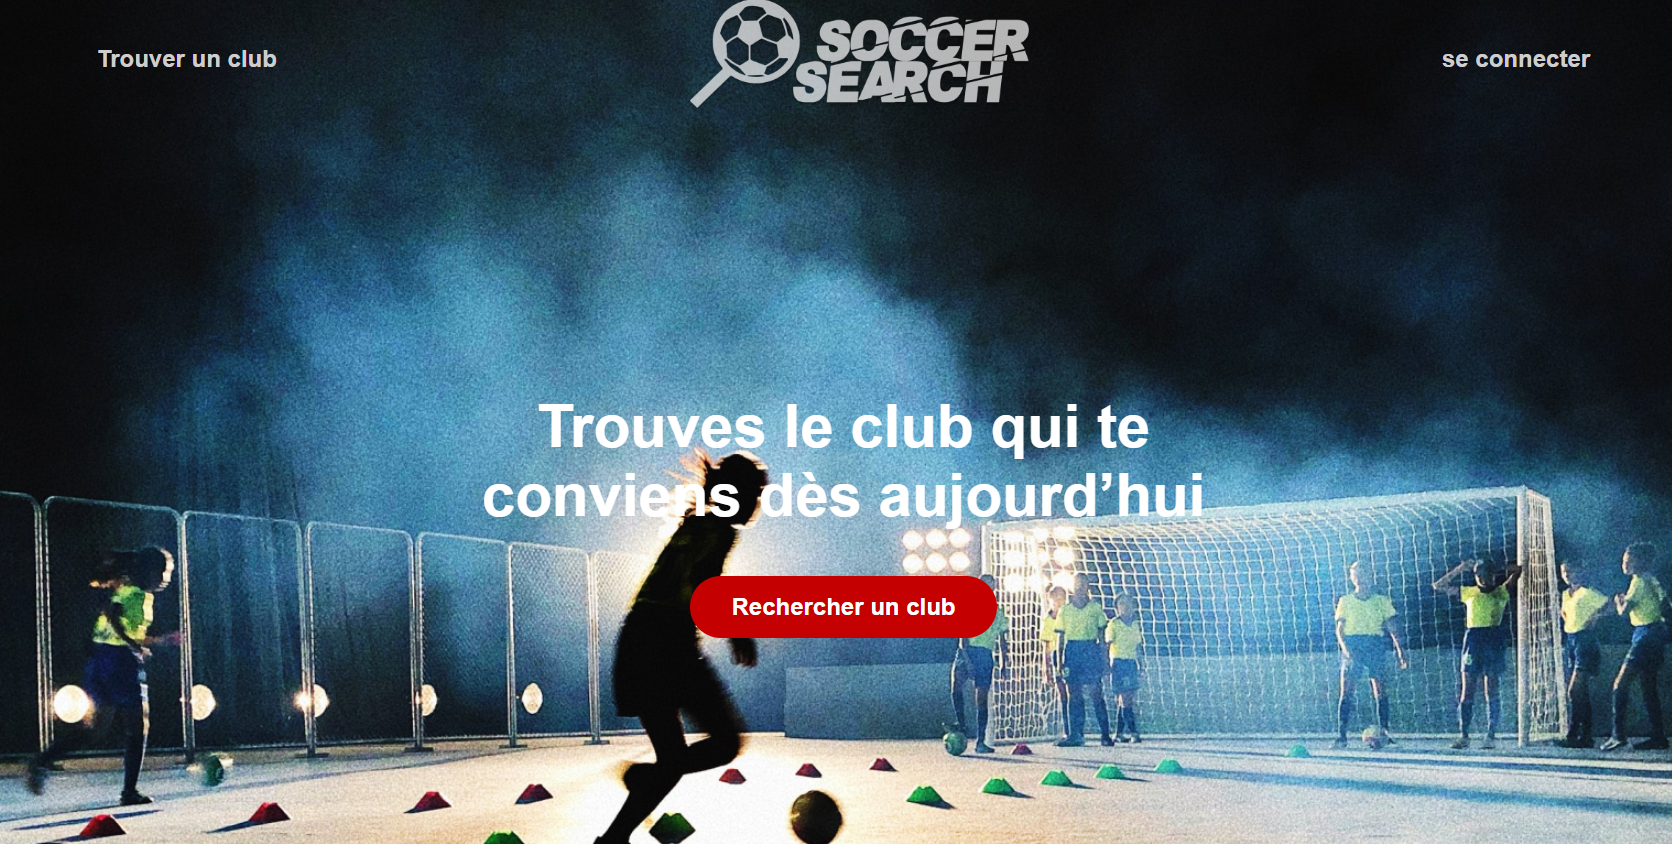 Trouver un club
SOCCER
SEARCH
se connecter
Trouves le club qui te
conviens dès aujourd’hui
Rechercher un club